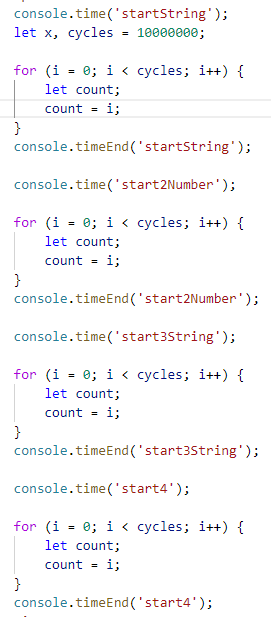 console.time('startString');
let x, cycles = 10000000;
for (i = 0; i < cycles; i++) {
let count;
count = i;
}
console.timeEnd('startString');
console.time('start2Number');
for (i = 0; i < cycles; i++) {
let count;
count = i;
}
console.timeEnd('start2Number');
console.time('start3String');
for (i = 0; i < cycles; i++) {
let count;
count = i;
}
console.timeEnd('start3String');
console.time('start4');
for (i = 0; i < cycles; i++) {
let count;
count = i;
}
console.timeEnd('start4');